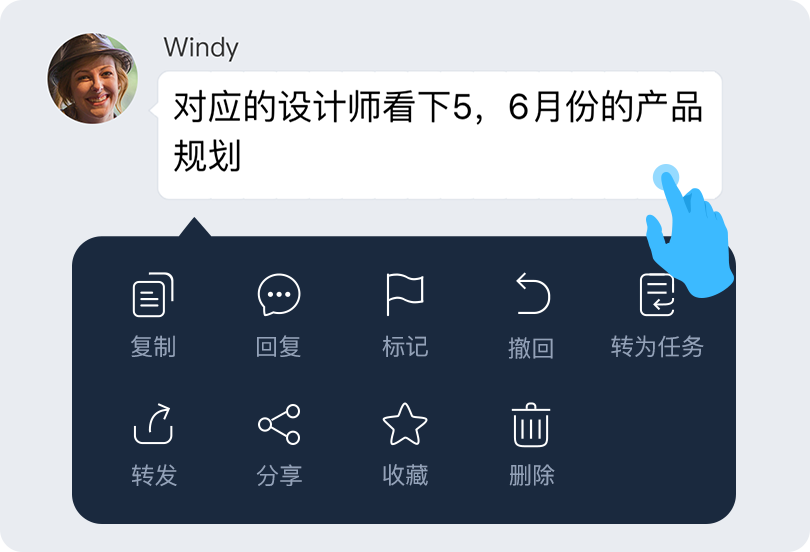 Windy
对应的设计师看下5，6月份的产品
规划
复制 回复 标记 撤回 转为任务
转发 分享 收藏 删除